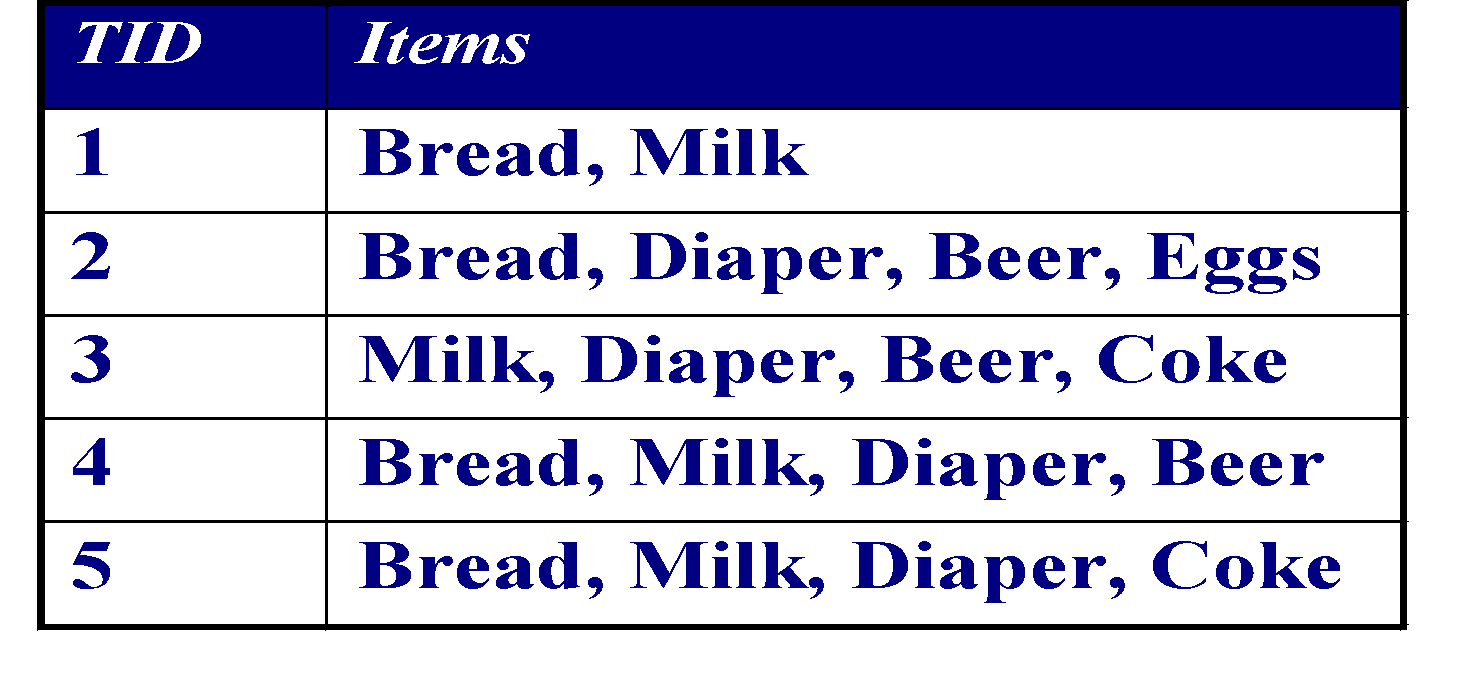 TID Items
1 Bread, Milk
2 Bread, Diaper, Beer, Eggs
3 Milk, Diaper, Beer, Coke
4 Bread, Milk, Diaper, Beer
5 Bread, Milk, Diaper, Coke